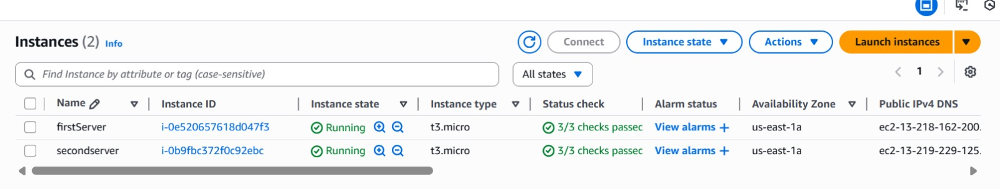 Instances (2) Info Connect Instance state Actions Launch instances
Find Instance by attribute or tag (case-sensitive) All states 1
Name Instance ID Instance state Instance type Status check Alarm status Availability Zone Public IPv4 DNS
firstServer i-0e520657618d047f3 Running t3.micro 3/3 checks passec View alarms + us-east-1a ec2-13-218-162-200.
secondserver i-0b9fbc372f0c92ebc Running t3.micro 3/3 checks passec View alarms + us-east-1a ec2-13-219-229-125.